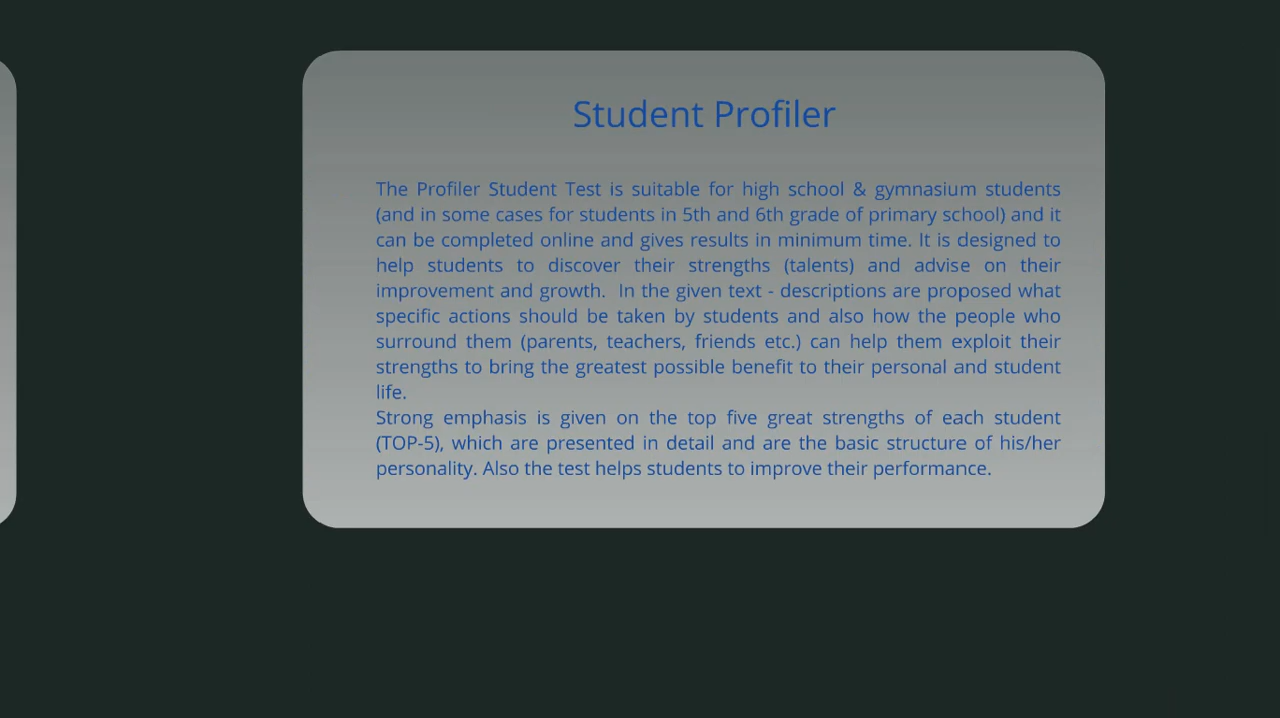 Student Profiler
The Profiler Student Test is suitable for high school & gymnasium students
(and in some cases for students in 5th and 6th grade of primary school) and it
can be completed online and gives results in minimum time. It is designed to
help students to discover their strengths (talents) and advise on their
improvement and growth.  In the given text - descriptions are proposed what
specific actions should be taken by students and also how the people who
surround them (parents, teachers, friends etc.) can help them exploit their
strengths to bring the greatest possible benefit to their personal and student
life.
Strong emphasis is given on the top five great strengths of each student
(TOP-5), which are presented in detail and are the basic structure of his/her
personality. Also the test helps students to improve their performance.